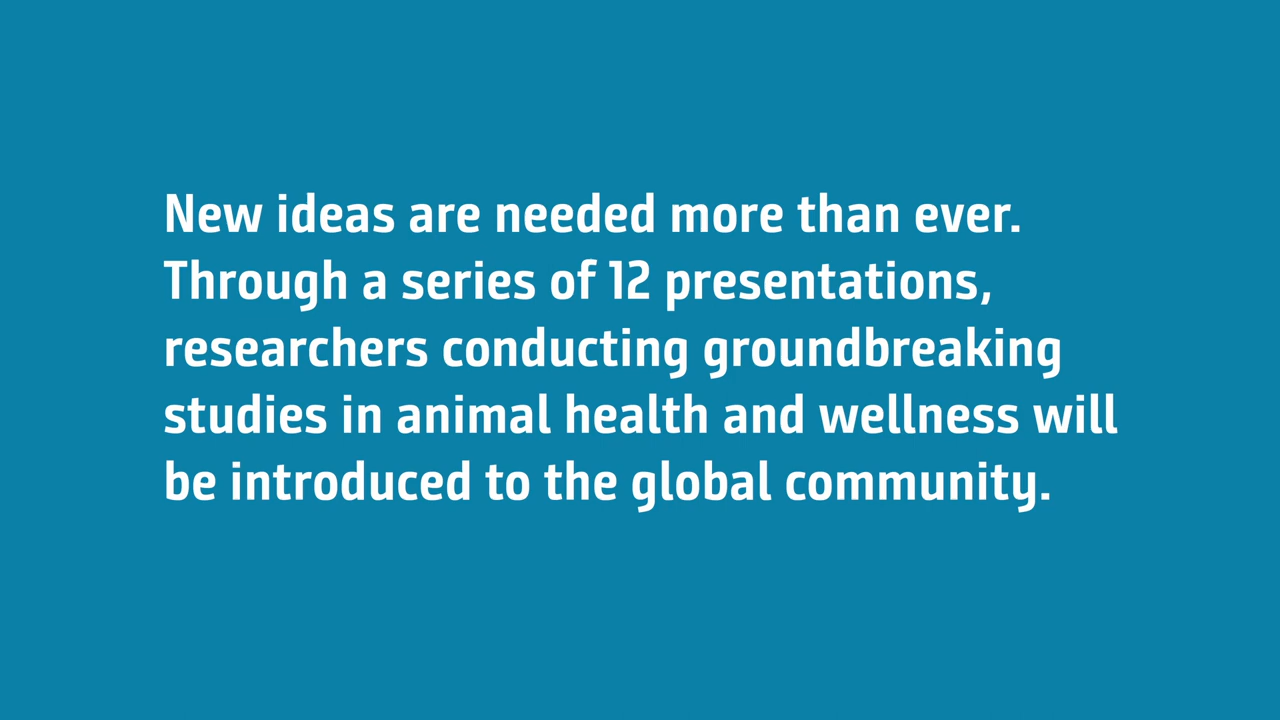 New ideas are needed more than ever.
Through a series of 12 presentations,
researchers conducting groundbreaking
studies in animal health and wellness will
be introduced to the global community.